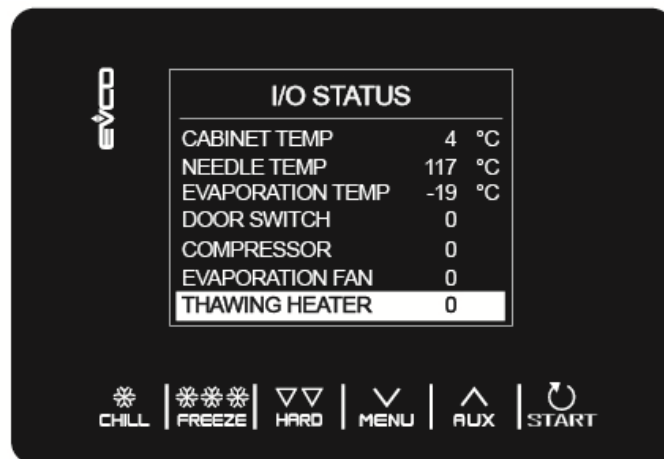 evco
I/O STATUS
CABINET TEMP 4 °C
NEEDLE TEMP 117 °C
EVAPORATION TEMP -19 °C
DOOR SWITCH 0
COMPRESSOR 0
EVAPORATION FAN 0
THAWING HEATER 0
CHILL FREEZE HARD MENU AUX START